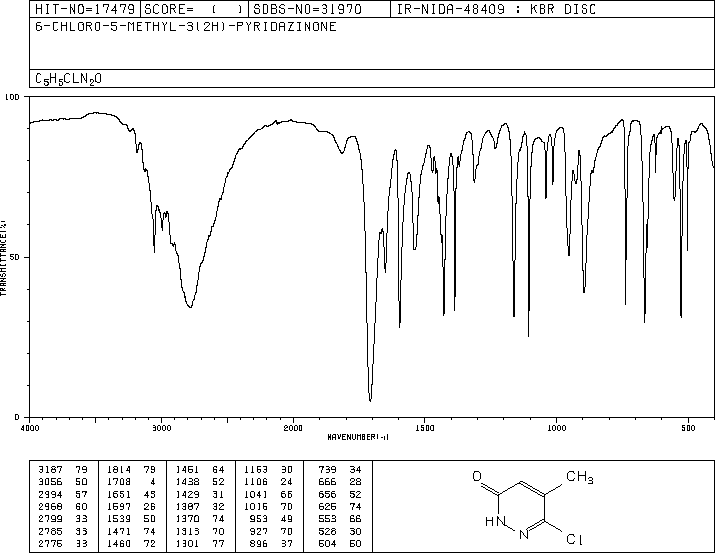 HIT-NO=17479 SCORE= ( ) SDBS-NO=31970 IR-NIDA-48409 : KBR DISC
6-CHLORO-5-METHYL-3(2H)-PYRIDAZINONE
C5H5CLN2O
100
50
0
TRANSMITTANCE(%)
4000 3000 2000 1500 1000 500
WAVENUMBER(-1)
3187 79 1814 79 1451 64 1153 30 739 34
3056 50 1708 4 1438 52 1106 24 666 28
2994 57 1651 43 1429 31 1041 66 656 52
2968 60 1597 26 1387 32 1016 70 625 74
2799 33 1539 50 1370 74 953 49 553 66
2785 33 1471 74 1313 70 927 70 528 30
2775 33 1460 72 1301 77 896 37 504 50
O
CH3
HN
N
Cl